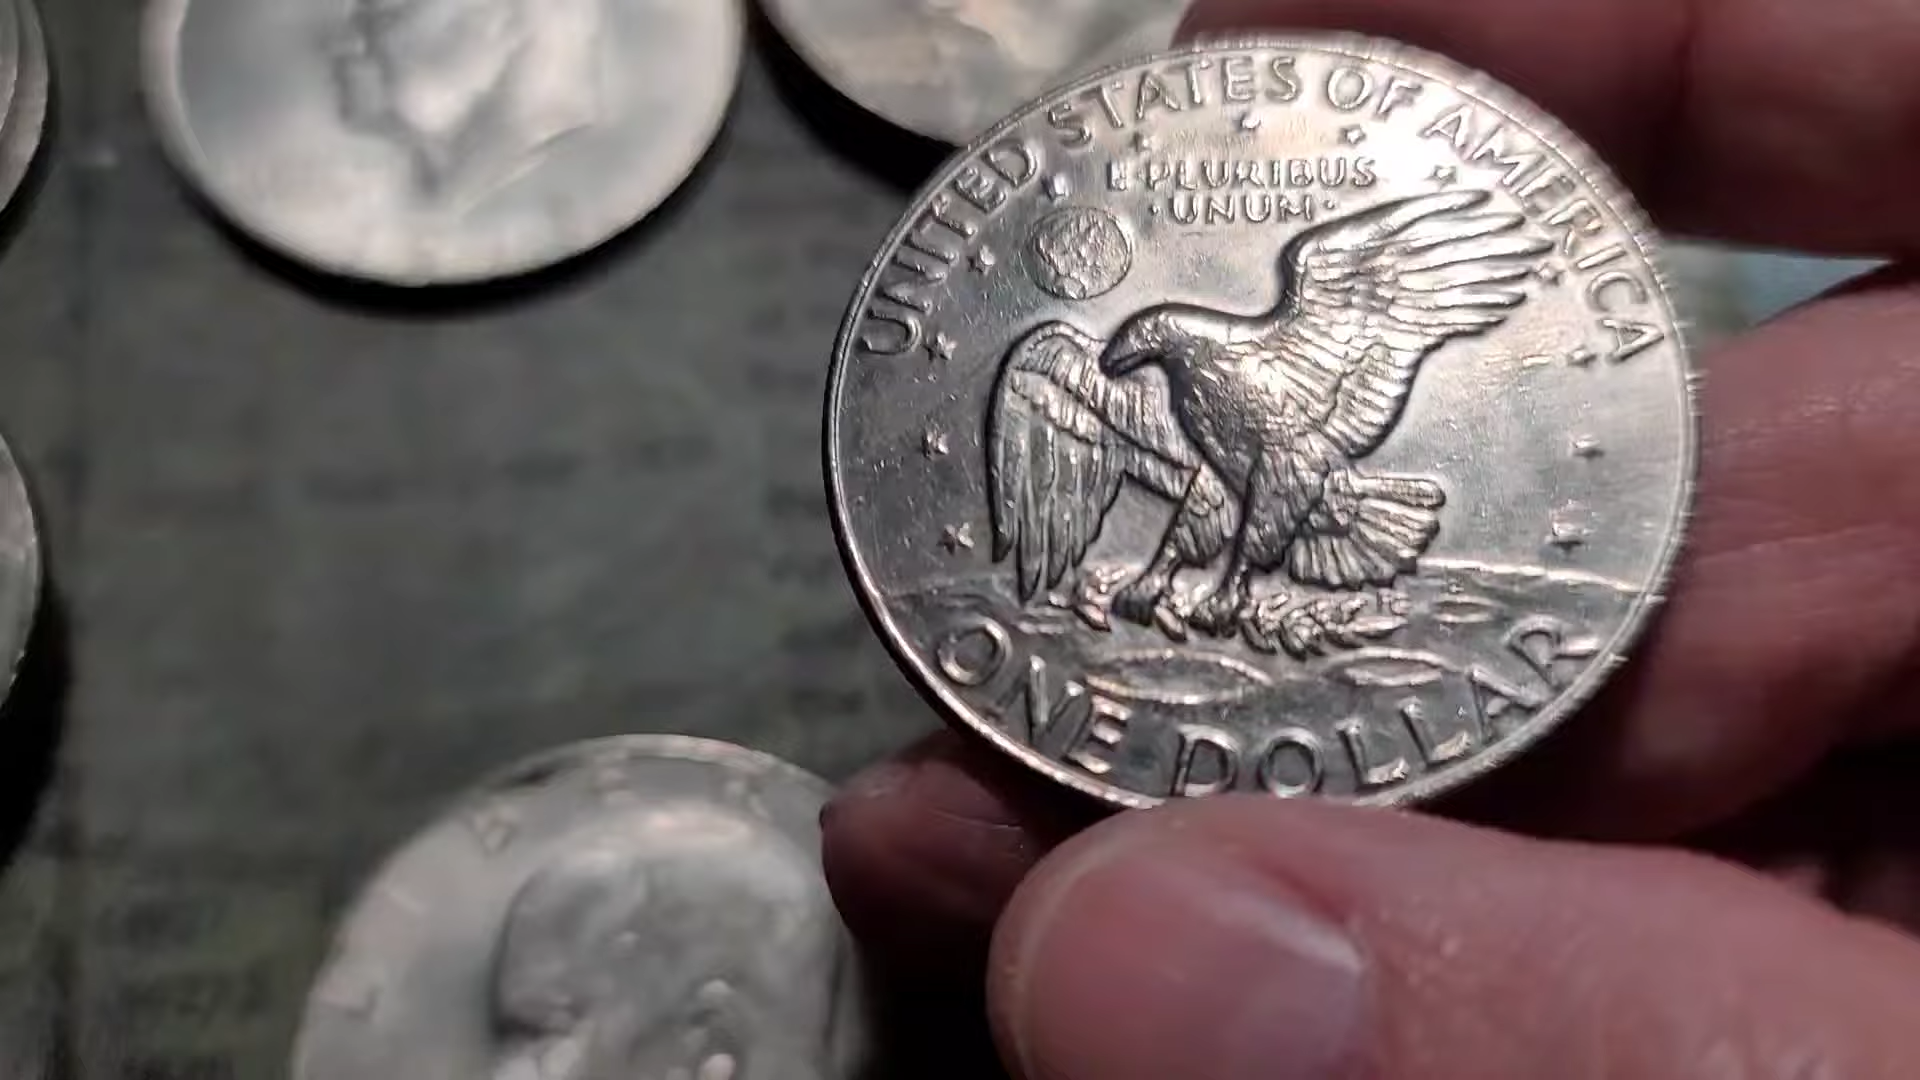 UNITED STATES OF AMERICA
E PLURIBUS
·UNUM·
ONE DOLLAR